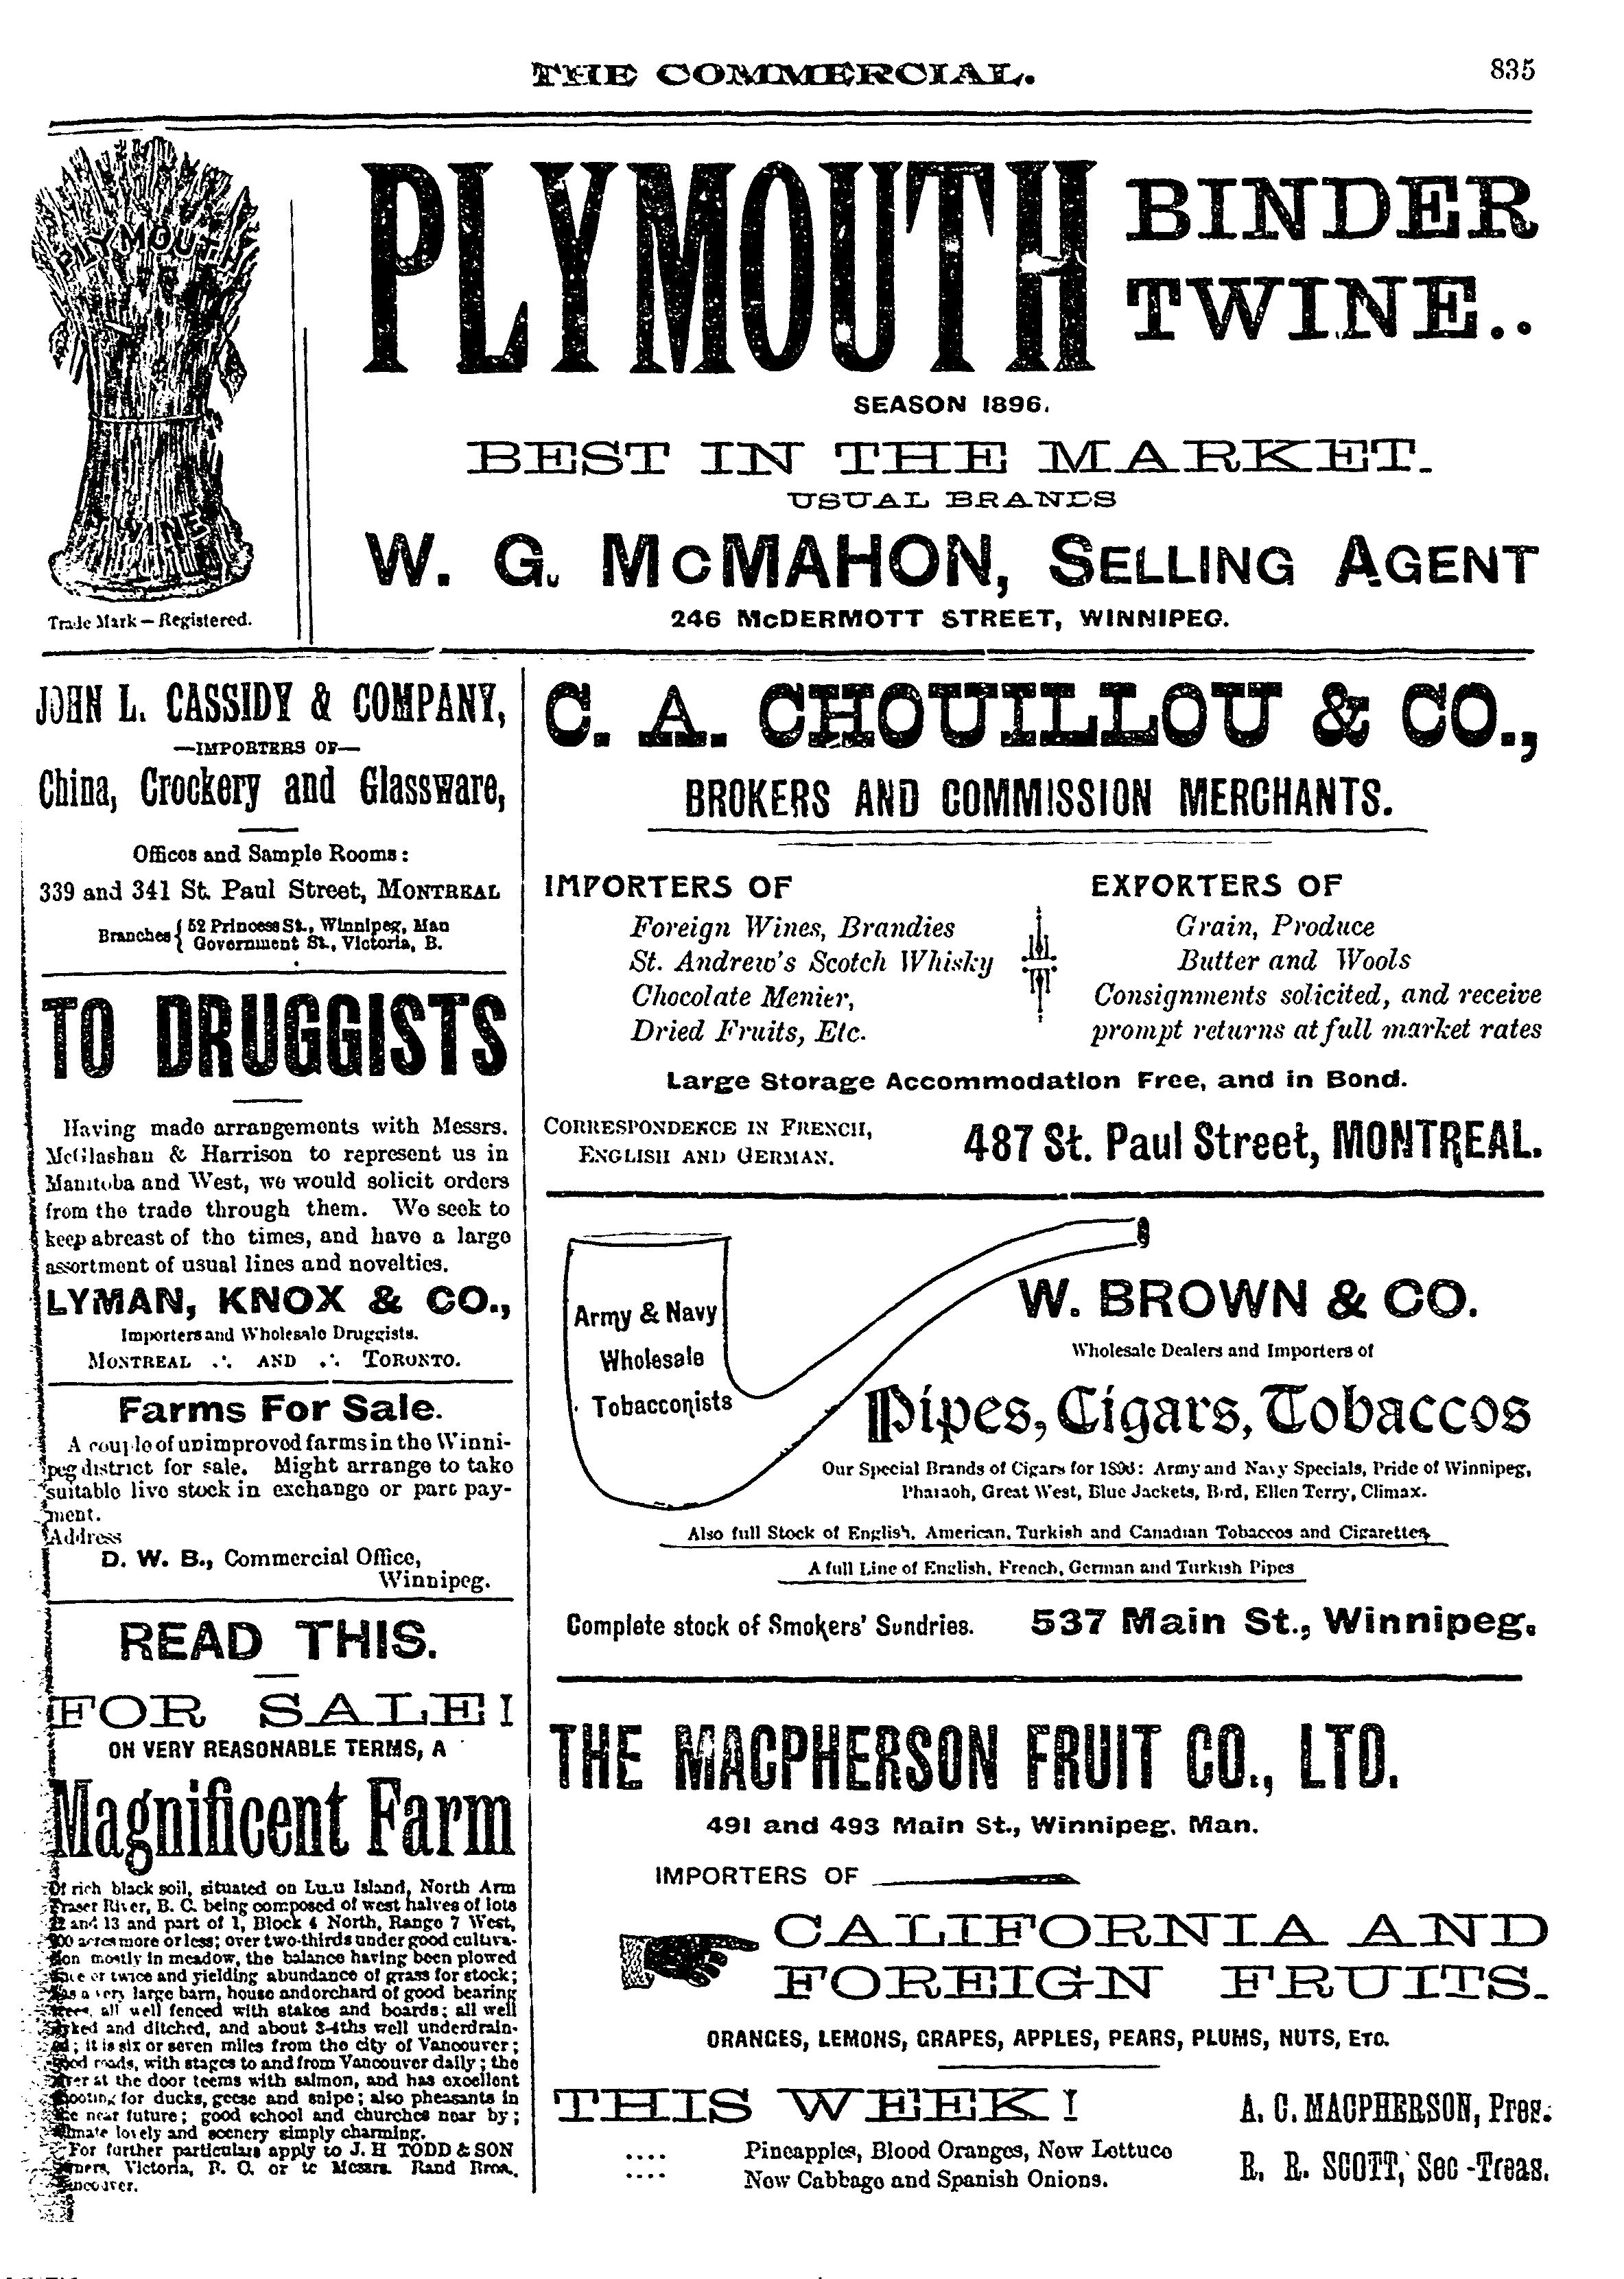 THE COMMERCIAL.
835
PLYMOUTH
TWINE
Trade Mark — Registered.
PLYMOUTH
BINDER
TWINE..
SEASON 1896.
BEST IN THE MARKET.
USUAL BRANDS
W. G. McMAHON, SELLING AGENT
246 McDERMOTT STREET, WINNIPEG.
JOHN L. CASSIDY & COMPANY,
—IMPORTERS OF—
China, Crockery and Glassware,
Offices and Sample Rooms:
339 and 341 St. Paul Street, MONTREAL
Branches { 52 Princess St., Winnipeg, Man
Government St., Victoria, B.
TO DRUGGISTS
Having made arrangements with Messrs.
McGlashan & Harrison to represent us in
Manitoba and West, we would solicit orders
from the trade through them. We seek to
keep abreast of the times, and have a large
assortment of usual lines and novelties.
LYMAN, KNOX & CO.,
Importers and Wholesale Druggists.
MONTREAL .·. AND .·. TORONTO.
Farms For Sale.
A couple of unimproved farms in the Winni-
peg district for sale. Might arrange to take
suitable live stock in exchange or part pay-
ment.
Address
D. W. B., Commercial Office,
Winnipeg.
READ THIS.
FOR SALE!
ON VERY REASONABLE TERMS, A
Magnificent Farm
Of rich black soil, situated on Lulu Island, North Arm
Fraser River, B. C. being composed of west halves of lots
and 13 and part of 1, Block 4 North, Range 7 West,
acres more or less; over two-thirds under good cultiva-
tion mostly in meadow, the balance having been plowed
once or twice and yielding abundance of grass for stock;
has a very large barn, house and orchard of good bearing
trees, all well fenced with stakes and boards; all well
dyked and ditched, and about 3-4ths well underdrain-
ed; it is six or seven miles from the city of Vancouver;
good roads, with stages to and from Vancouver daily; the
river at the door teems with salmon, and has excellent
shooting for ducks, geese and snipe; also pheasants in
the near future; good school and churches near by;
climate lovely and scenery simply charming.
For further particulars apply to J. H TODD & SON
owners, Victoria, B. C. or to Messrs. Rand Bros.,
Vancouver.
C. A. CHOUILLOU & CO.,
BROKERS AND COMMISSION MERCHANTS.
IMPORTERS OF
Foreign Wines, Brandies
St. Andrew's Scotch Whisky
Chocolate Menier,
Dried Fruits, Etc.
EXPORTERS OF
Grain, Produce
Butter and Wools
Consignments solicited, and receive
prompt returns at full market rates
Large Storage Accommodation Free, and in Bond.
CORRESPONDENCE IN FRENCH,
ENGLISH AND GERMAN.
487 St. Paul Street, MONTREAL.
Army & Navy
Wholesale
Tobacconists
W. BROWN & CO.
Wholesale Dealers and Importers of
Pipes, Cigars, Tobaccos
Our Special Brands of Cigars for 1896: Army and Navy Specials, Pride of Winnipeg,
Pharaoh, Great West, Blue Jackets, Bird, Ellen Terry, Climax.
Also full Stock of English, American, Turkish and Canadian Tobaccos and Cigarettes
A full Line of English, French, German and Turkish Pipes
Complete stock of Smokers' Sundries.
537 Main St., Winnipeg.
THE MACPHERSON FRUIT CO., LTD.
491 and 493 Main St., Winnipeg, Man.
IMPORTERS OF
CALIFORNIA AND
FOREIGN FRUITS.
ORANGES, LEMONS, GRAPES, APPLES, PEARS, PLUMS, NUTS, ETC.
THIS WEEK!
.... Pineapples, Blood Oranges, New Lettuce
.... New Cabbage and Spanish Onions.
A. C. MACPHERSON, Pres.
R. R. SCOTT, Sec-Treas.